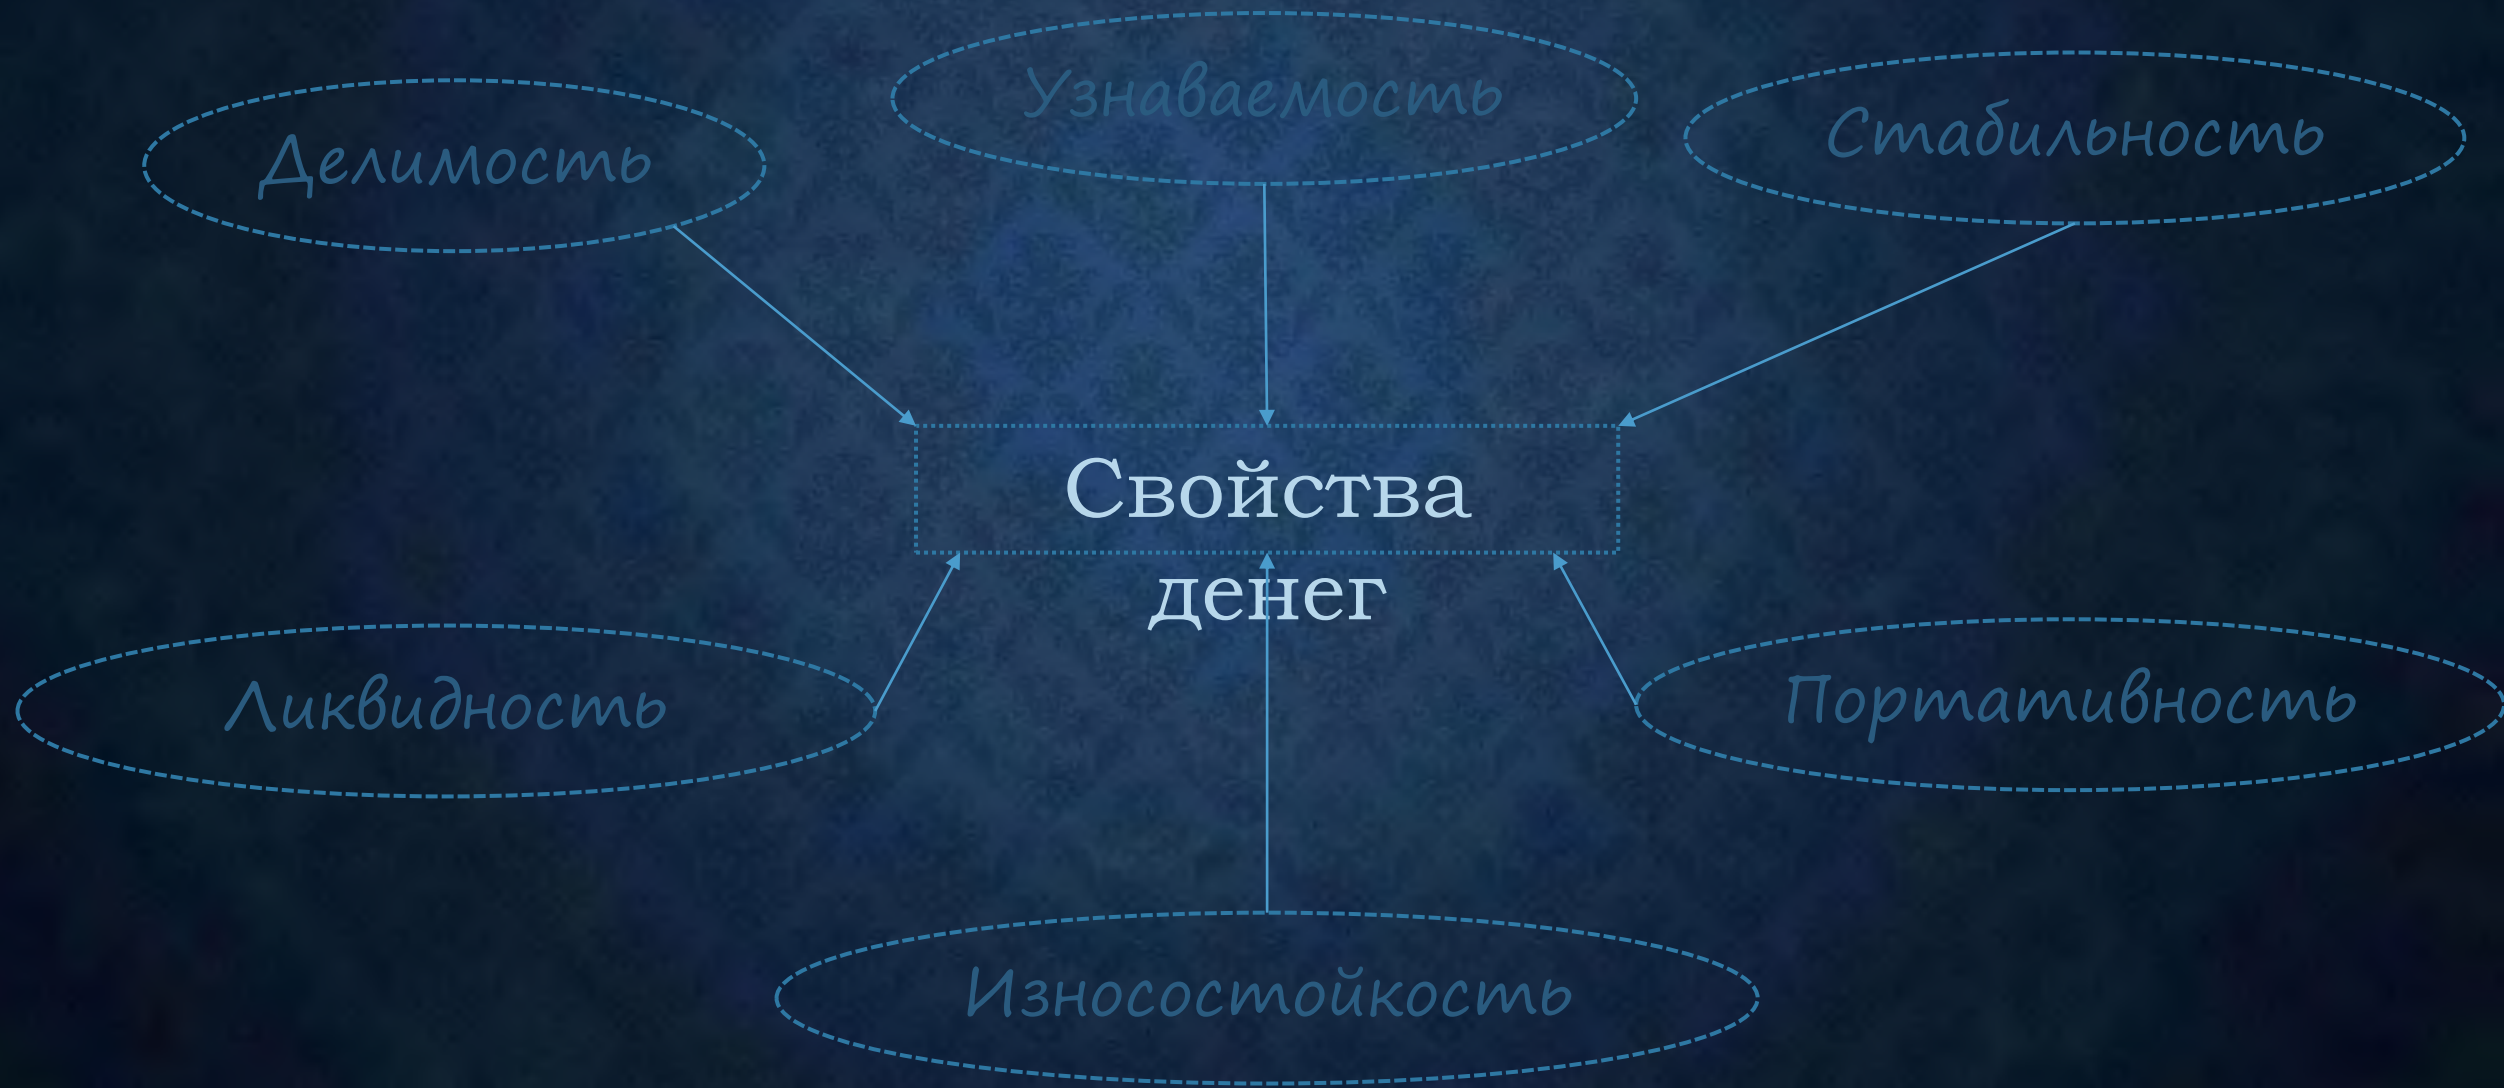 Делимость
Узнаваемость
Стабильность
Свойства
денег
Ликвидность
Портативность
Износостойкость